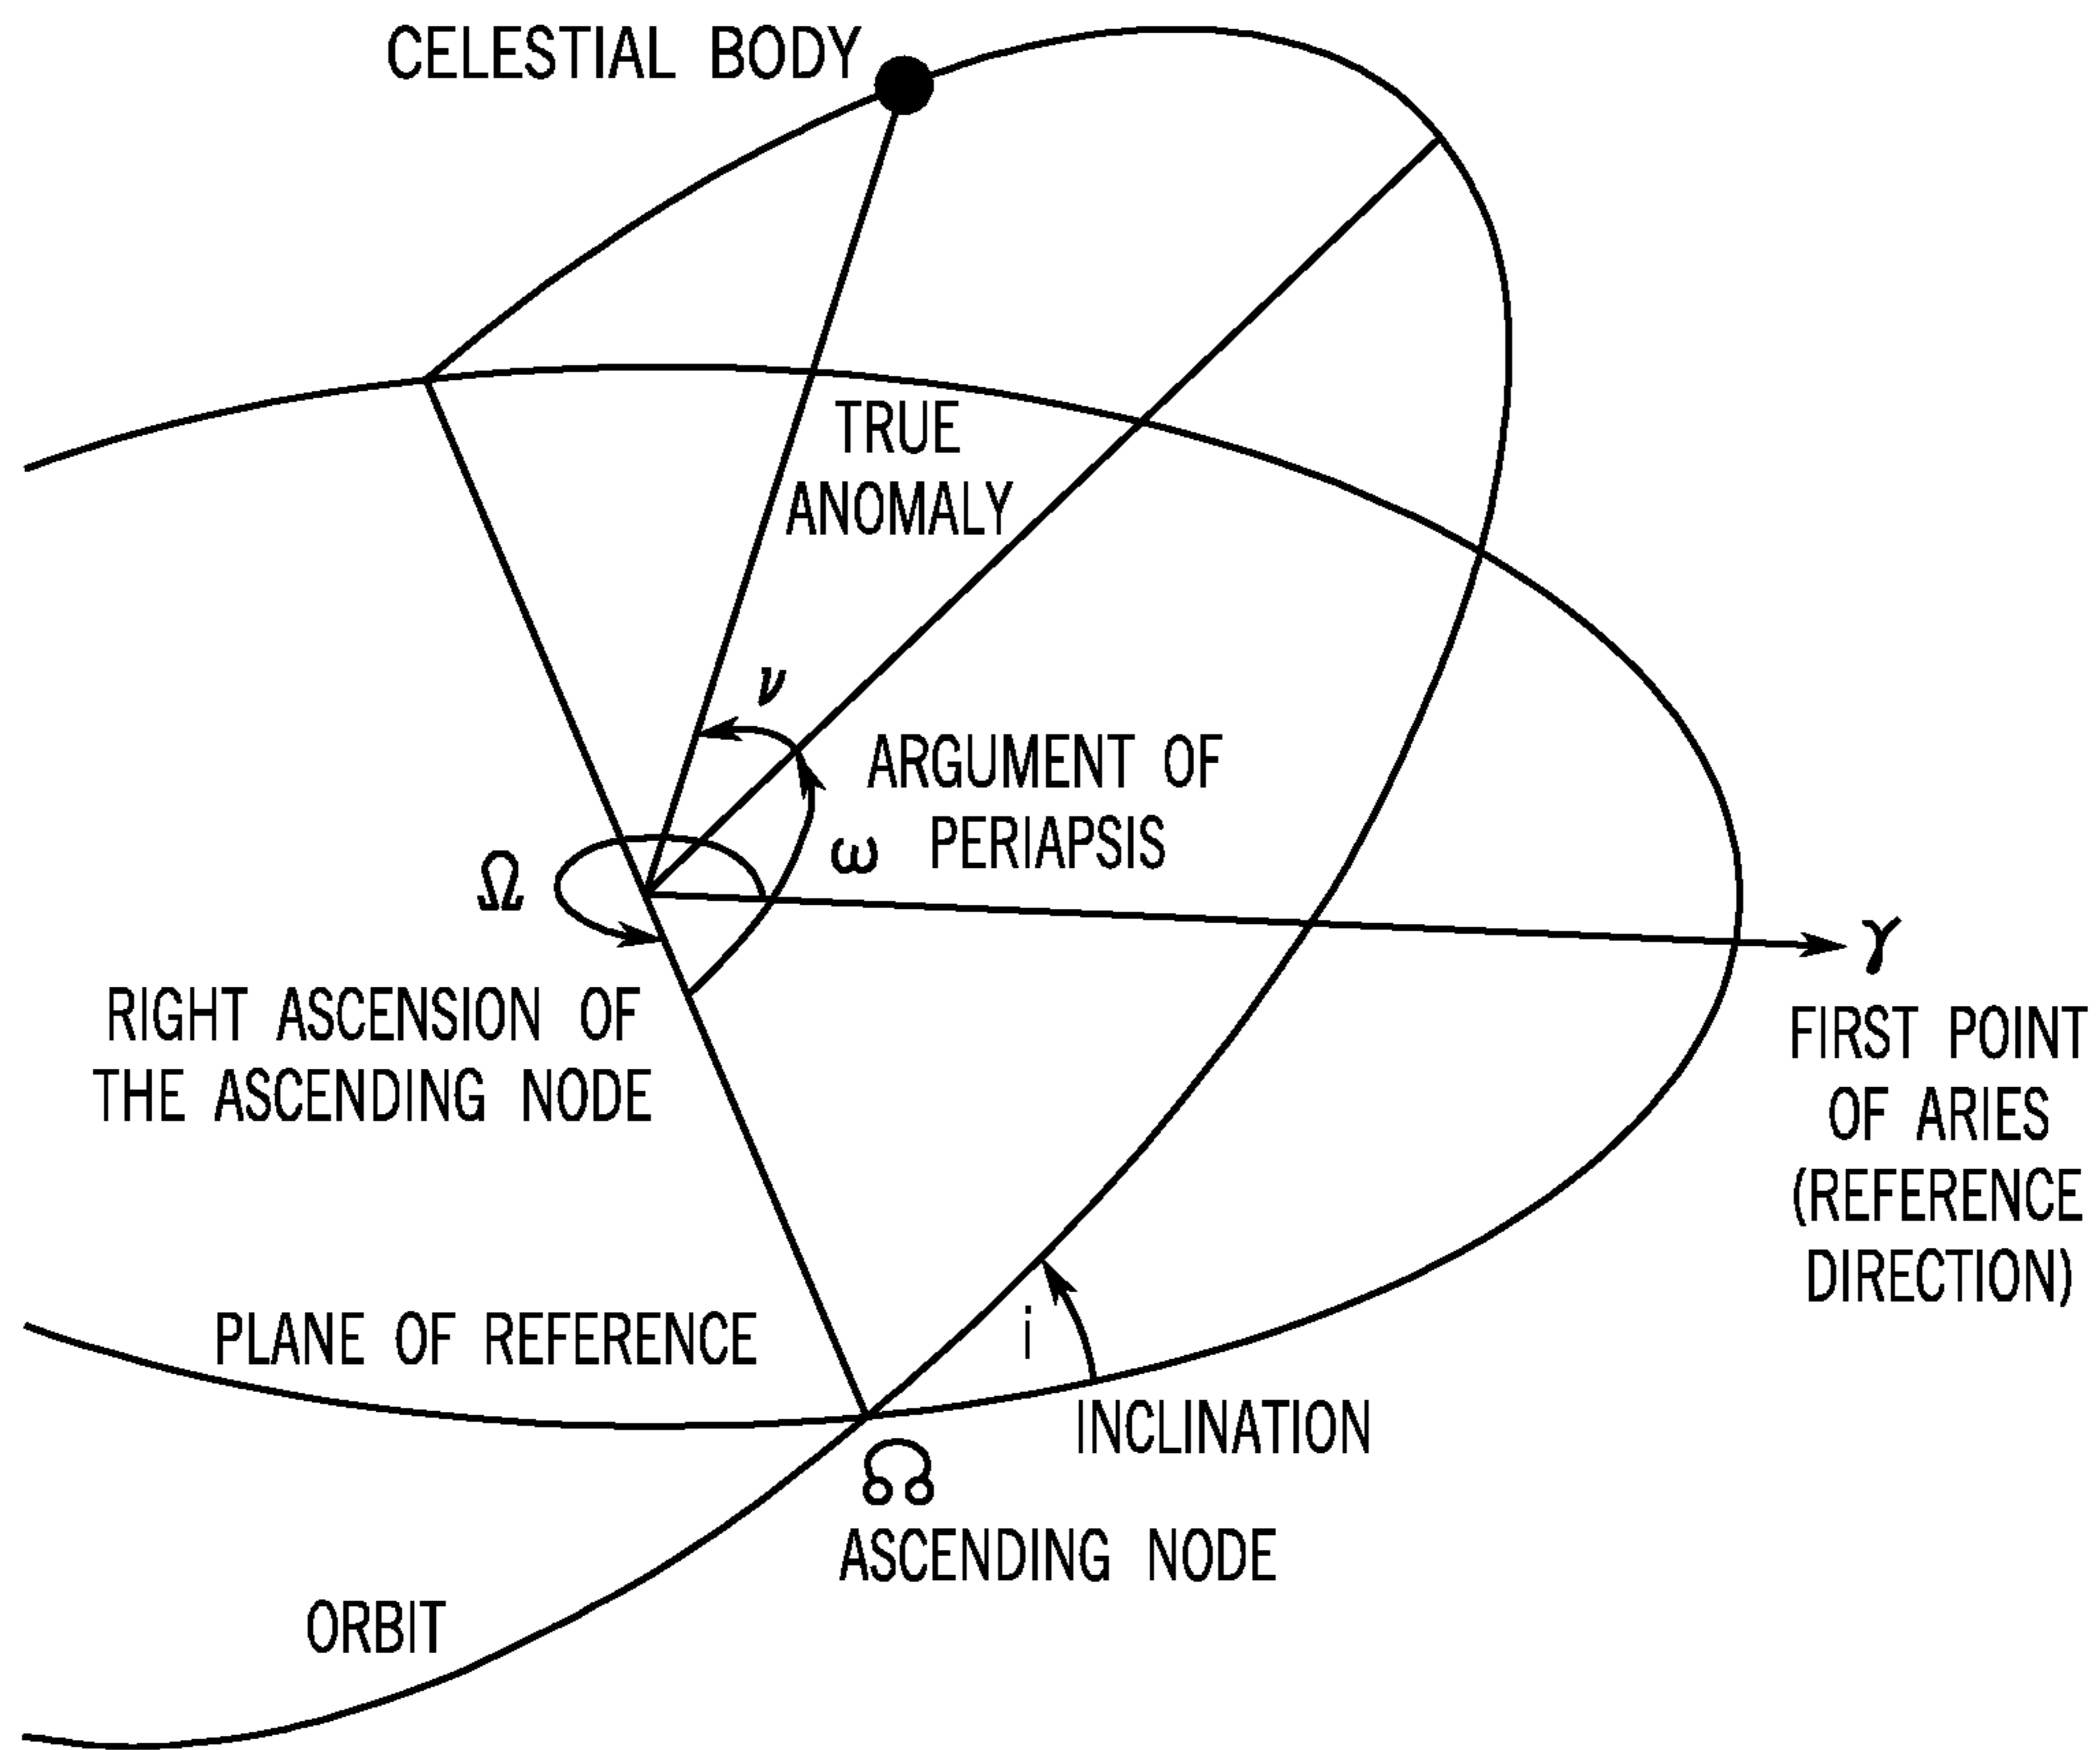 CELESTIAL BODY
TRUE
ANOMALY
ν
ARGUMENT OF
PERIAPSIS
ω
Ω
RIGHT ASCENSION OF
THE ASCENDING NODE
γ
FIRST POINT
OF ARIES
(REFERENCE
DIRECTION)
PLANE OF REFERENCE
i
INCLINATION
☊
ASCENDING NODE
ORBIT